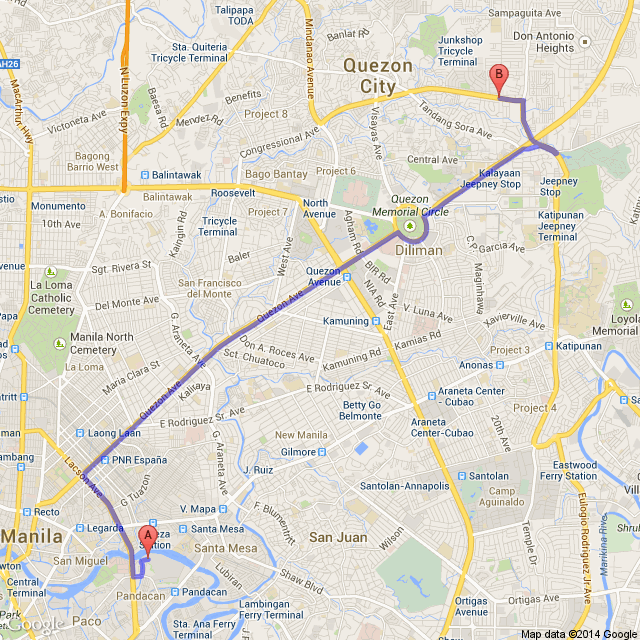 Sampaguita Ave
Talipapa
TODA
Banlat Rd
Junkshop
Tricycle
Terminal
Don Antonio
Heights
Sta. Quiteria
Tricycle Terminal
Mindanao Avenue
Quezon
City
AH26
MacArthur Hwy
N Luzon Expy
Baesa Rd
Benefits
B
Mendez Rd
Project 8
Victoneta Ave
Visayas Ave
Tandang Sora Ave
Congressional Ave
Bagong
Barrio West
Central Ave
Balintawak
Bago Bantay
Project 6
Kalayaan
Jeepney Stop
Jeepney
Stop
Balintawak
Roosevelt
Monumento
10th Ave
A. Bonifacio
Kaingin Rd
Tricycle
Terminal
Project 7
North
Avenue
Agham Rd
Quezon
Memorial Circle
Katipunan
Jeepney
Terminal
Diliman
C.P. Garcia Ave
Baler
West Ave
Sgt. Rivera St
BIR Rd
NIA Rd
Maginhawa
La Loma
Catholic
Cemetery
San Francisco
del Monte
Quezon
Avenue
Del Monte Ave
Quezon Ave
East Ave
V. Luna Ave
Xavierville Ave
Loyola
Memorial
Papa
G. Araneta Ave
Kamuning
Manila North
Cemetery
Don A. Roces Ave
Sct. Chuatoco
Kamias Rd
Kamuning Rd
Project 3
Katipunan
La Loma
Anonas
Maria Clara St
Kaliraya
Quezon Ave
E Rodriguez Sr Ave
Araneta Center
- Cubao
Tayuman
E Rodriguez Sr Ave
Betty Go
Belmonte
Project 4
Laong Laan
New Manila
Araneta
Center-Cubao
20th Ave
G. Araneta Ave
Gilmore
Lacson Ave
PNR España
J. Ruiz
Eastwood
Ferry Station
Santolan
G Tuazon
Santolan-Annapolis
Camp
Aguinaldo
Recto
V. Mapa
F. Blumentritt
Legarda
Santa Mesa
A
Manila
San Juan
Wilson
Temple Dr
Eulogio Rodriguez Jr Ave
Marikina River
San Miguel
Santa Mesa
Lubiran
Shaw Blvd
Central
Terminal
Pandacan
Pandacan
Lambingan
Ferry Terminal
Paco
Sta. Ana Ferry
Terminal
Ortigas
Avenue
Ortigas Ave
Google
Map data ©2014 Google